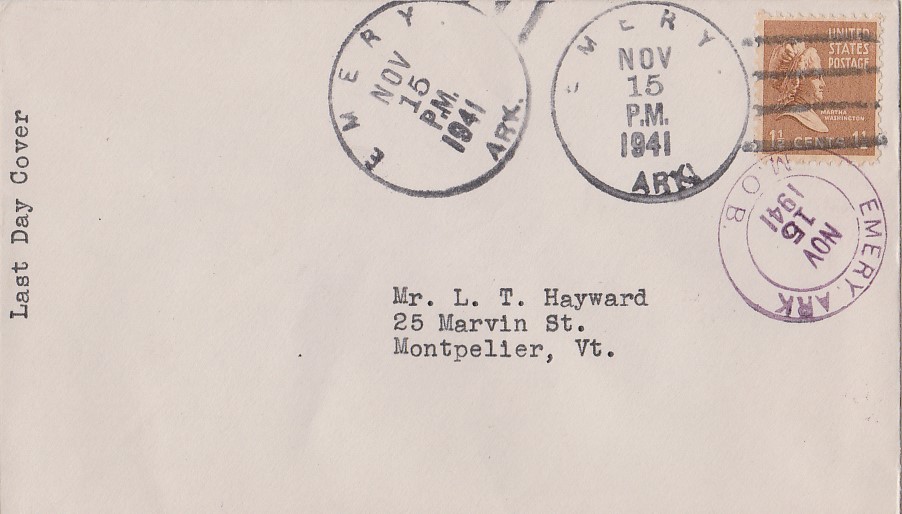 Last Day Cover
EMERY
NOV
15
P.M.
1941
ARK.
EMERY
NOV
15
P.M.
1941
ARK.
UNITED
STATES
POSTAGE
MARTHA
WASHINGTON
1½ CENTS 1½
M.O.B.
NOV
15
1941
EMERY, ARK
Mr. L. T. Hayward
25 Marvin St.
Montpelier, Vt.